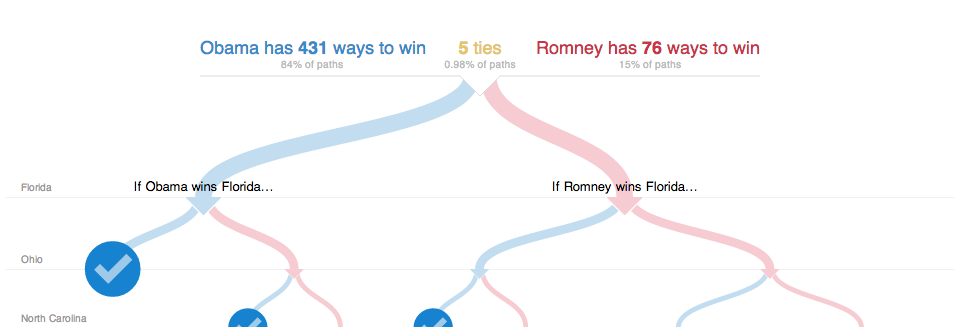 Obama has 431 ways to win
84% of paths
5 ties
0.98% of paths
Romney has 76 ways to win
15% of paths
Florida
If Obama wins Florida…
If Romney wins Florida…
Ohio
North Carolina